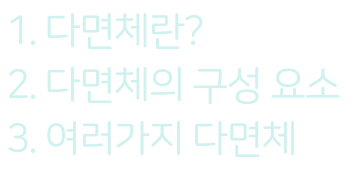 1. 다면체란?
2. 다면체의 구성 요소
3. 여러가지 다면체